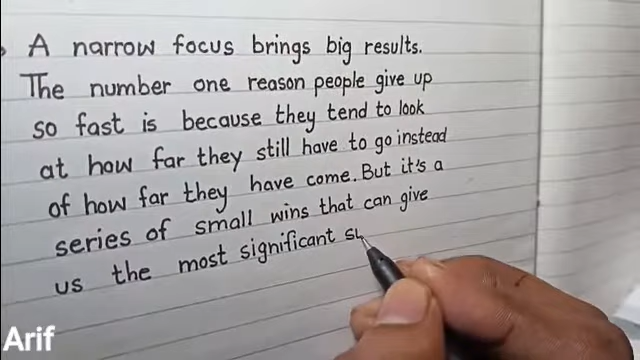 A narrow focus brings big results.
The number one reason people give up
so fast is because they tend to look
at how far they still have to go instead
of how far they have come. But it's a
series of small wins that can give
us the most significant su
Arif